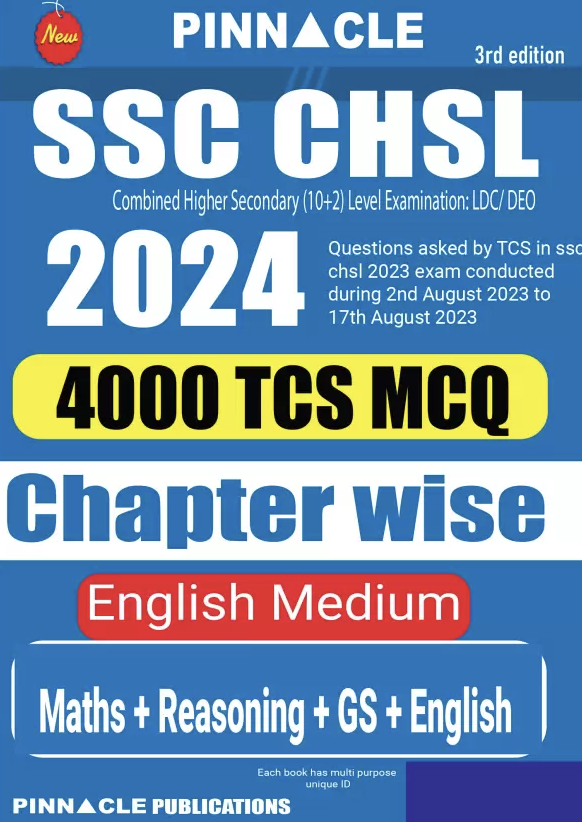 New
PINNACLE
3rd edition
SSC CHSL
Combined Higher Secondary (10+2) Level Examination: LDC/ DEO
2024
Questions asked by TCS in ssc
chsl 2023 exam conducted
during 2nd August 2023 to
17th August 2023
4000 TCS MCQ
Chapter wise
English Medium
Maths + Reasoning + GS + English
Each book has multi purpose
unique ID
PINNACLE PUBLICATIONS